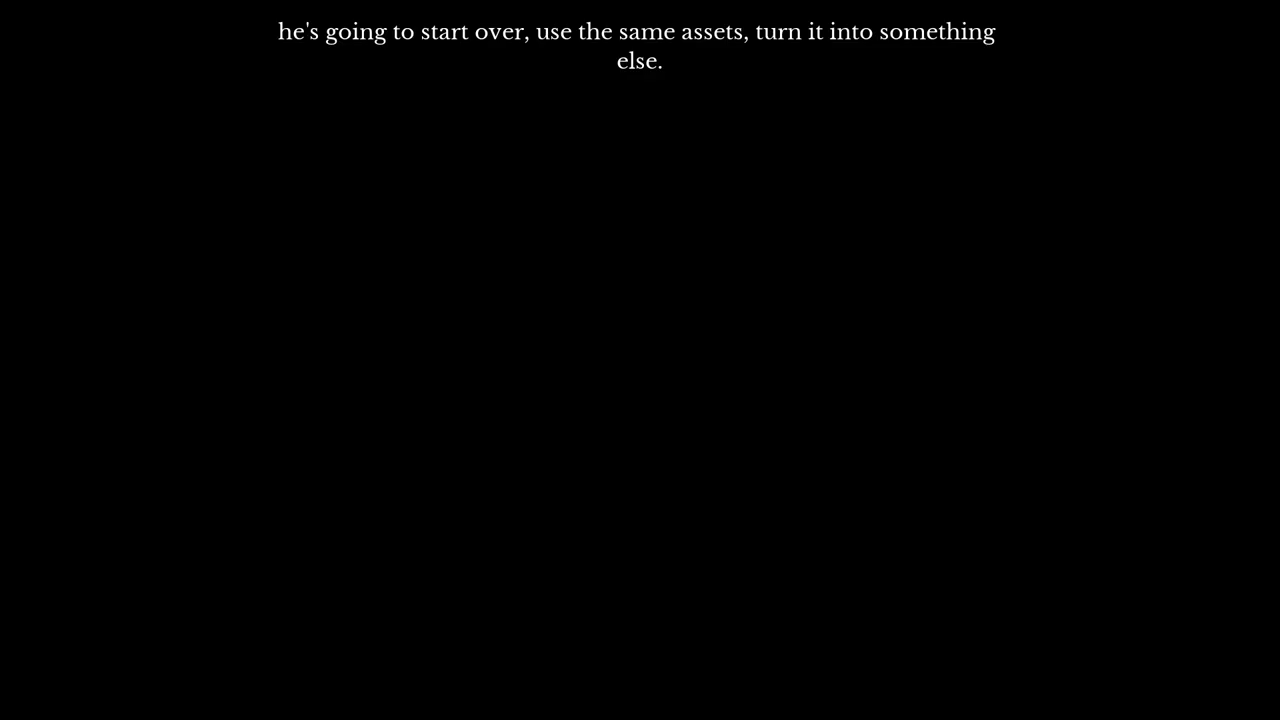 he's going to start over, use the same assets, turn it into something
else.